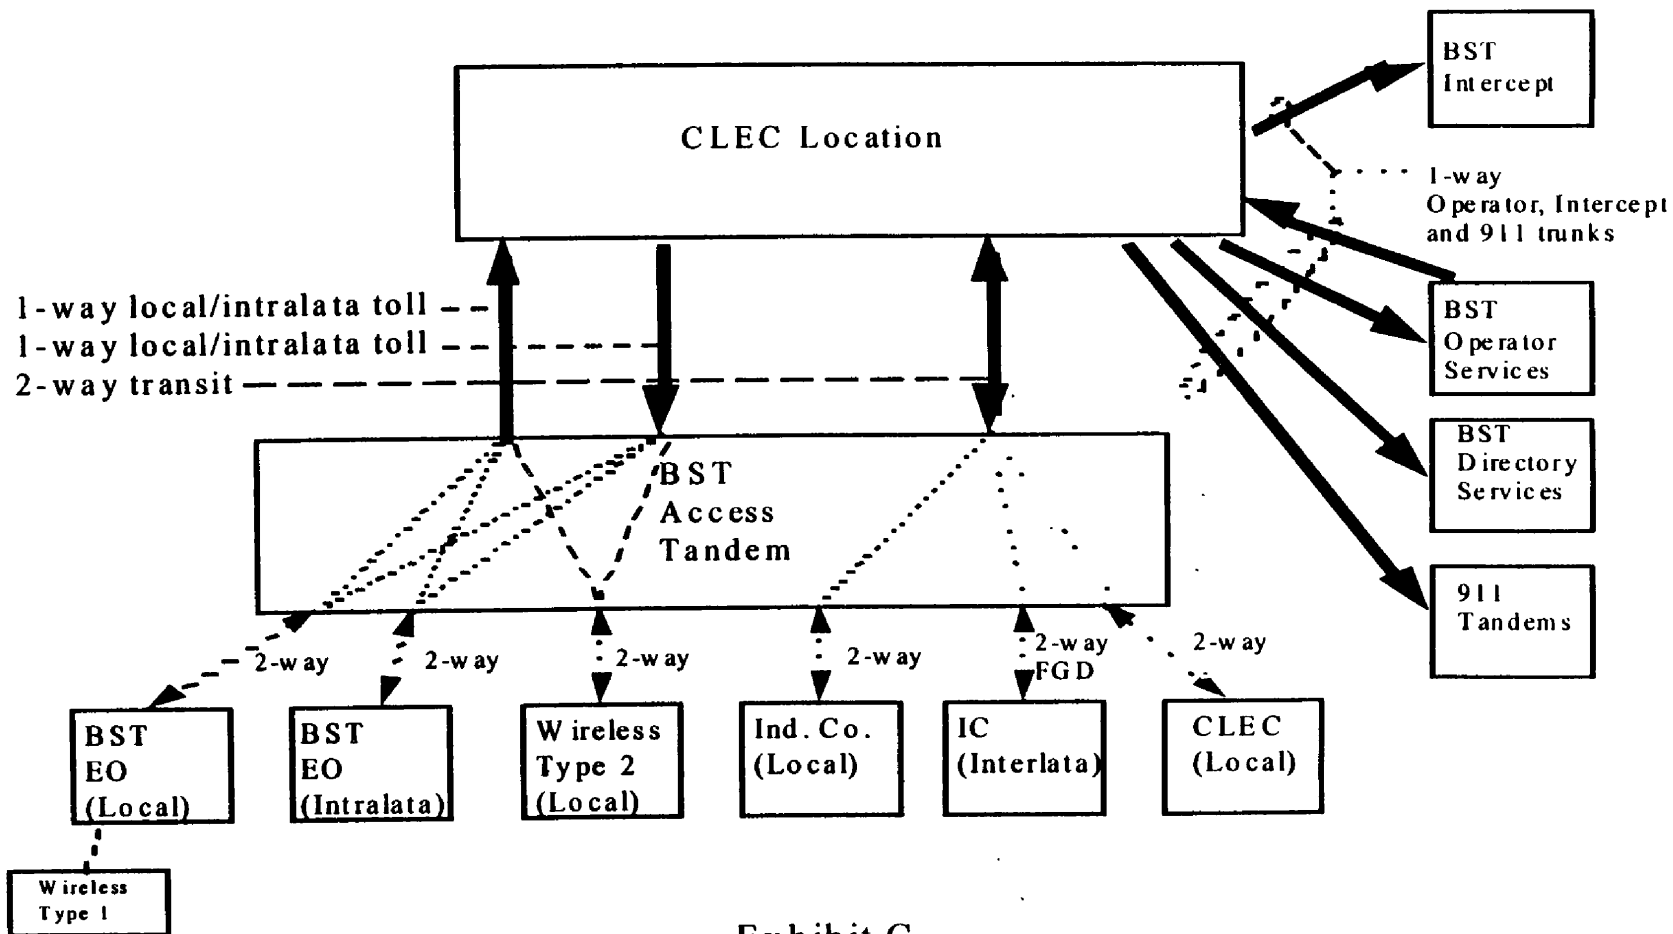 BST
Intercept
CLEC Location
1-way
Operator, Intercept
and 911 trunks
1-way local/intralata toll
1-way local/intralata toll
2-way transit
BST
Operator
Services
BST
Directory
Services
BST
Access
Tandem
911
Tandems
2-way
2-way
2-way
2-way
2-way
FGD
2-way
BST
EO
(Local)
BST
EO
(Intralata)
Wireless
Type 2
(Local)
Ind. Co.
(Local)
IC
(Interlata)
CLEC
(Local)
Wireless
Type 1
Exhibit C